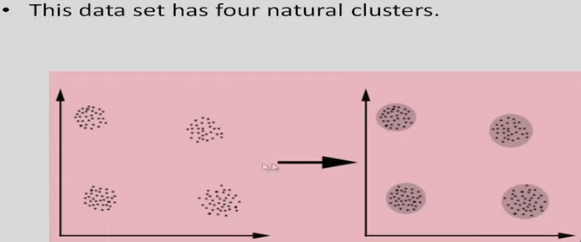 • This data set has four natural clusters.